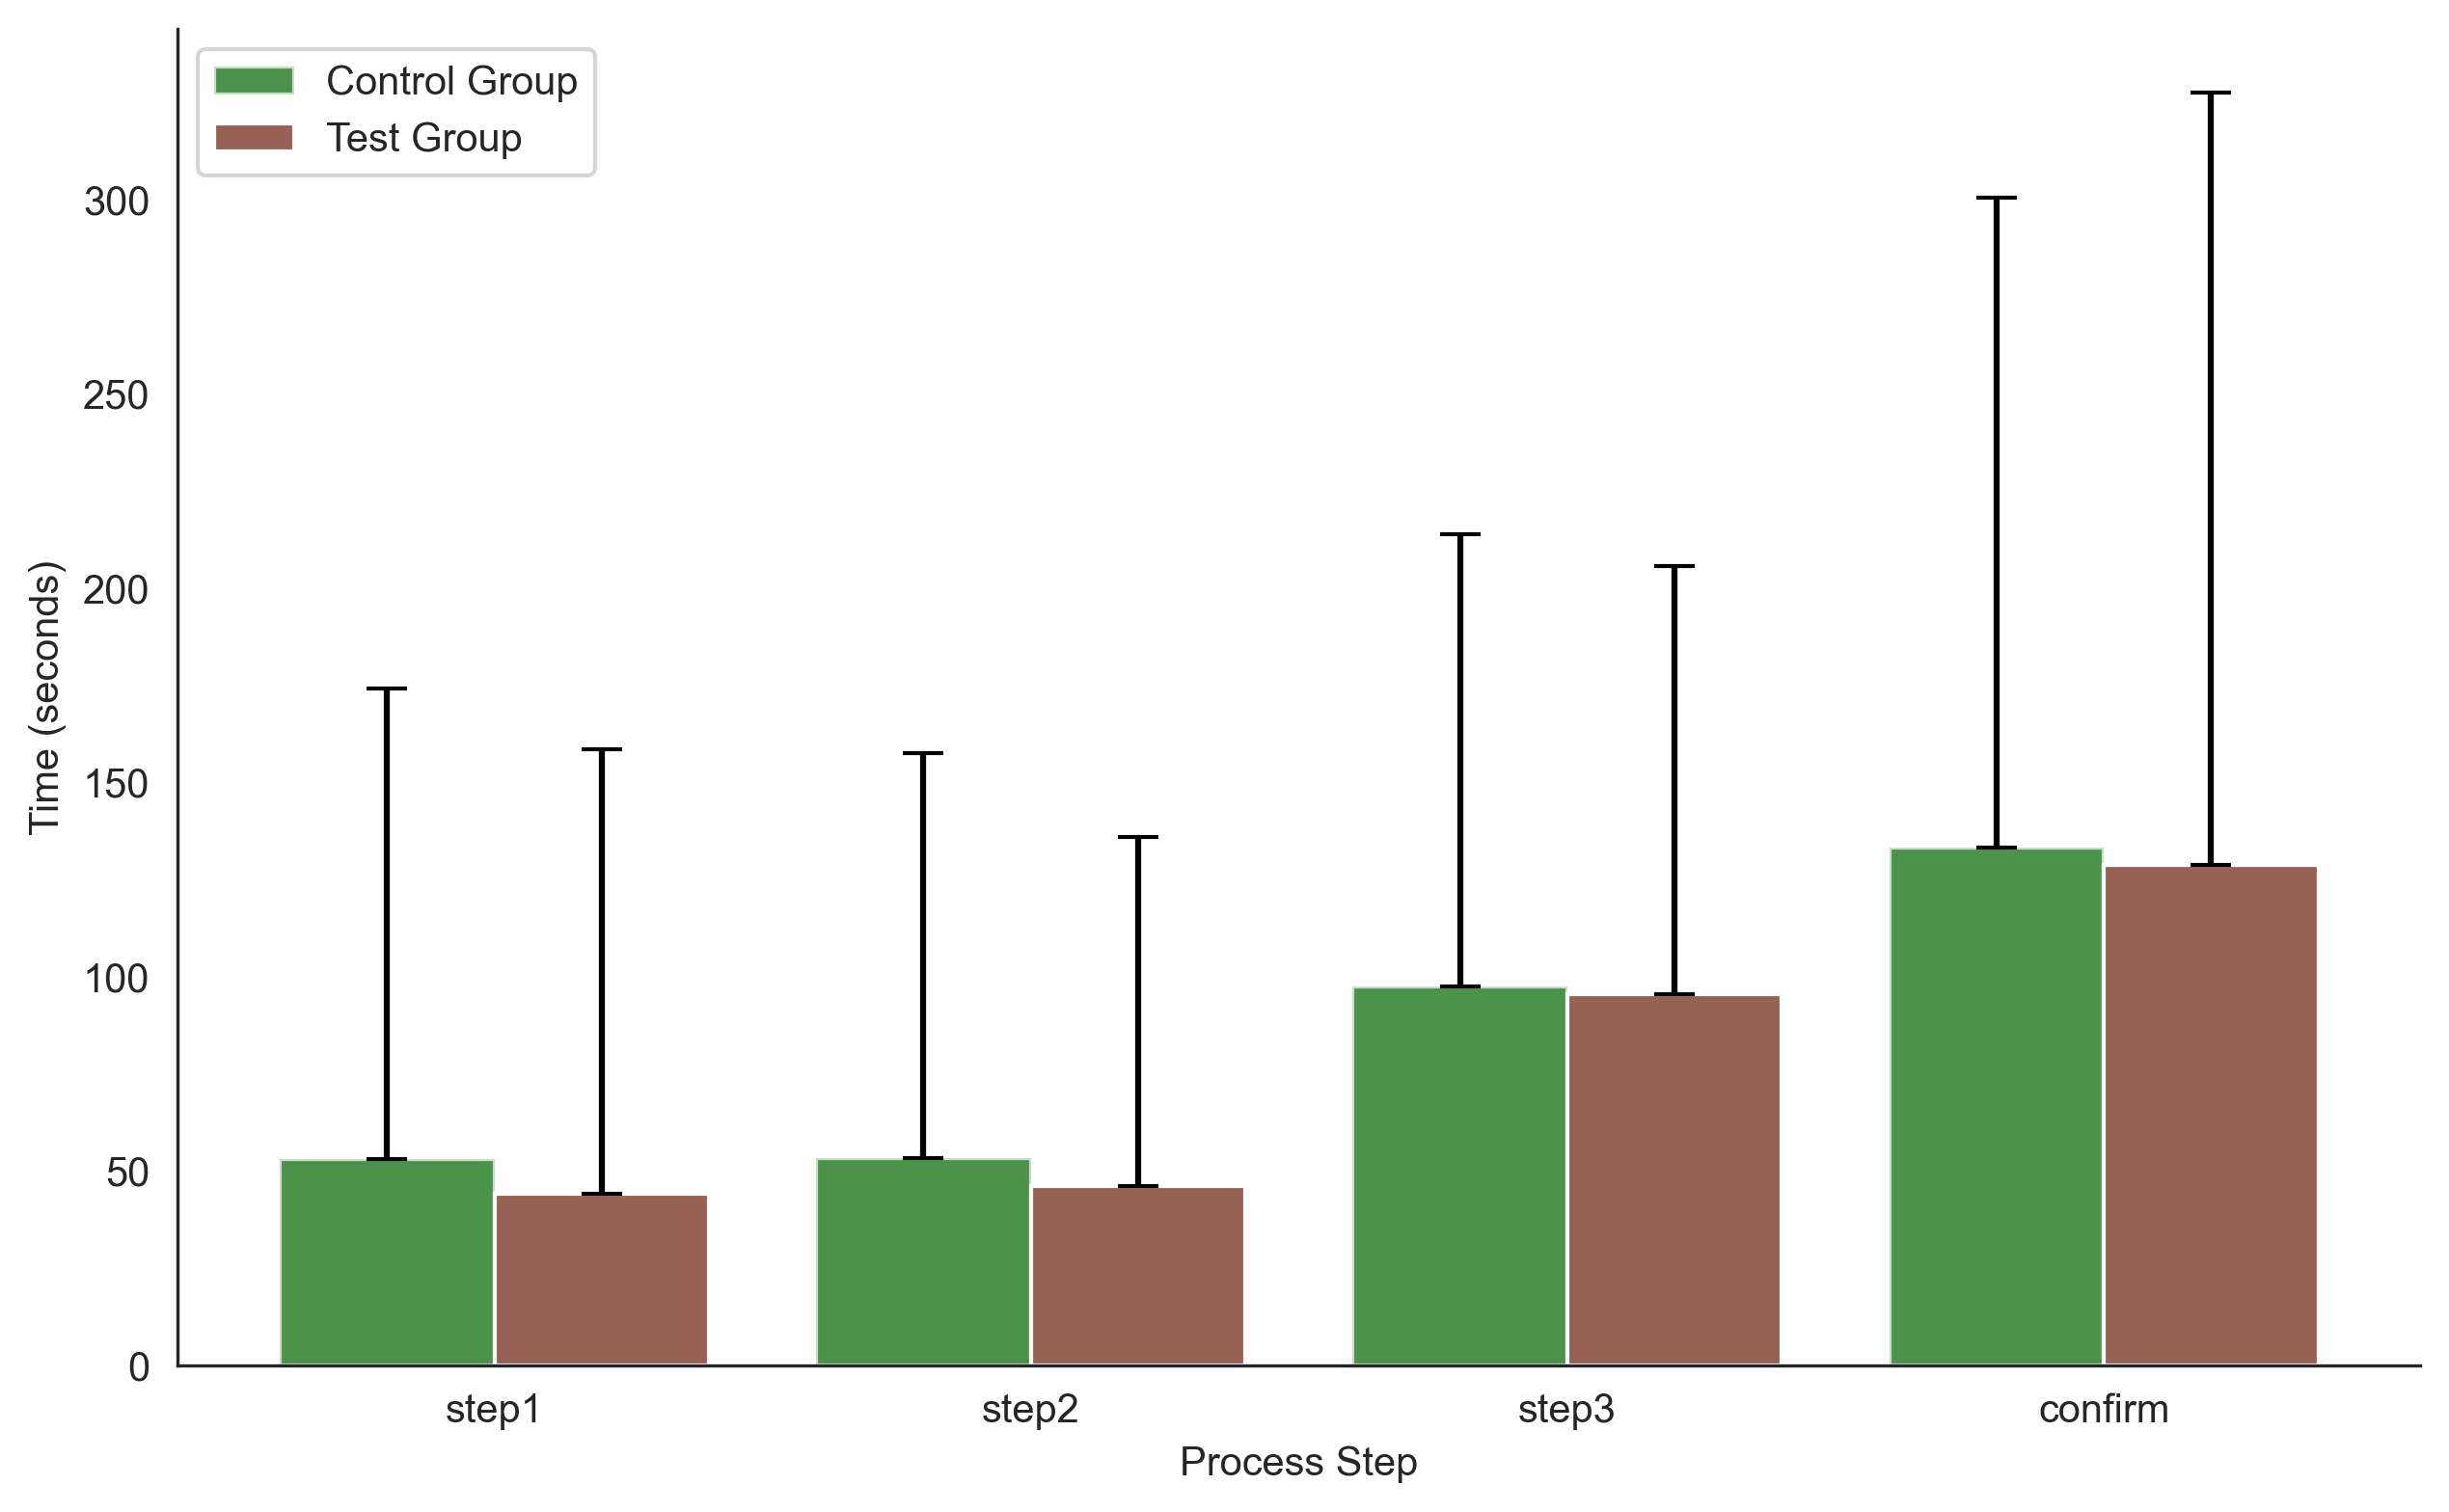 Control Group
Test Group
300
250
200
150
100
50
0
Time (seconds)
step1
step2
step3
confirm
Process Step